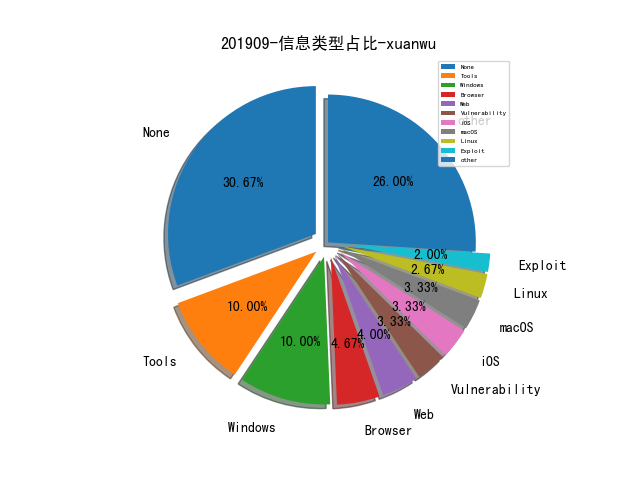 201909-信息类型占比-xuanwu
None
Tools
Windows
Browser
Web
Vulnerability
iOS
macOS
Linux
Exploit
other
other
None
30.67%
26.00%
2.00%
Exploit
2.67%
Linux
3.33%
macOS
3.33%
iOS
3.33%
Vulnerability
4.00%
Web
4.67%
Browser
10.00%
Windows
10.00%
Tools